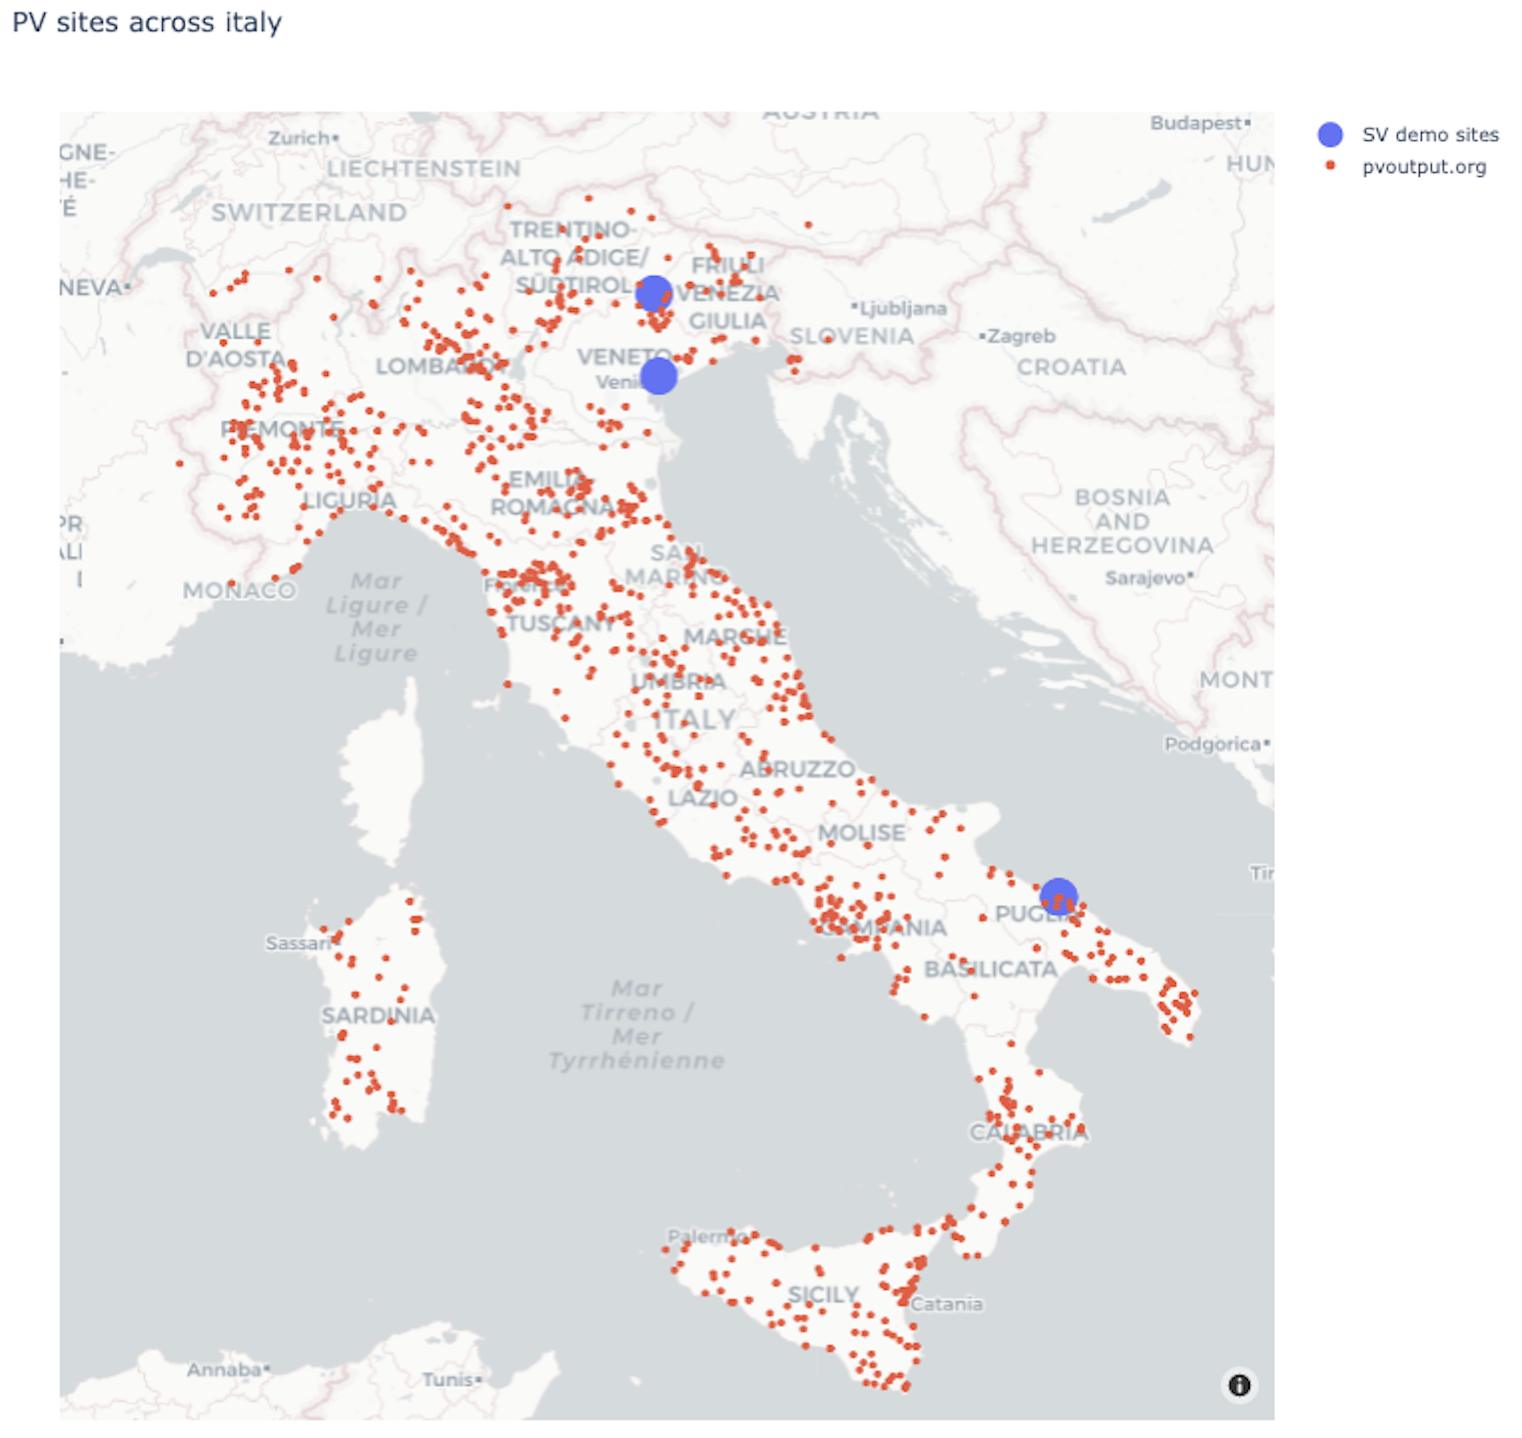 PV sites across italy
SV demo sites
pvoutput.org
AUSTRIA
Budapest
Zurich
GNE-
HE-
É
LIECHTENSTEIN
HUN
SWITZERLAND
TRENTINO-
ALTO ADIGE/
SÜDTIROL
FRIULI
VENEZIA
GIULIA
NEVA
Ljubljana
VALLE
D'AOSTA
SLOVENIA
Zagreb
LOMBARDY
VENETO
CROATIA
PIEMONTE
EMILIA-
ROMAGNA
LIGURIA
BOSNIA
AND
HERZEGOVINA
PR
SAN
MARINO
Sarajevo
MONACO
Mar
Ligure /
Mer
Ligure
Florence
TUSCANY
MARCHE
UMBRIA
MONT
ITALY
Podgorica
ABRUZZO
LAZIO
MOLISE
Tir
PUGLIA
CAMPANIA
Sassari
BASILICATA
Mar
Tirreno /
Mer
Tyrrhénienne
SARDINIA
CALABRIA
Palermo
SICILY
Catania
Annaba
Tunis